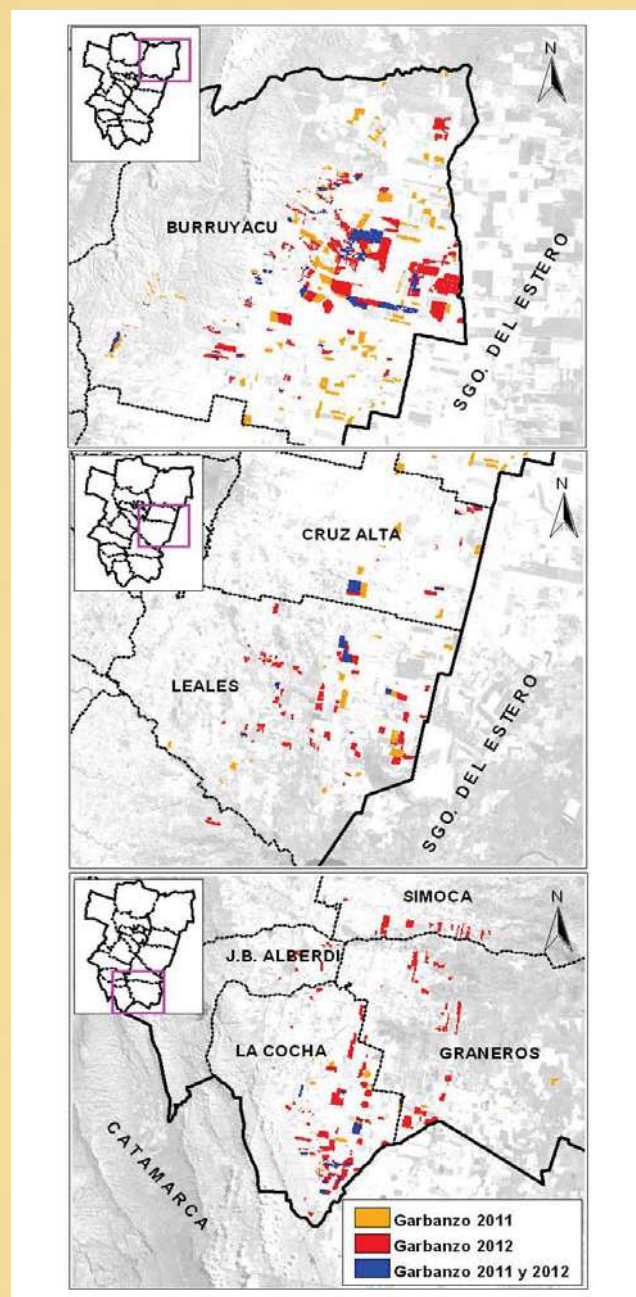 N
BURRUYACU
SGO. DEL ESTERO
N
CRUZ ALTA
LEALES
SGO. DEL ESTERO
N
SIMOCA
J.B. ALBERDI
LA COCHA
GRANEROS
CATAMARCA
Garbanzo 2011
Garbanzo 2012
Garbanzo 2011 y 2012